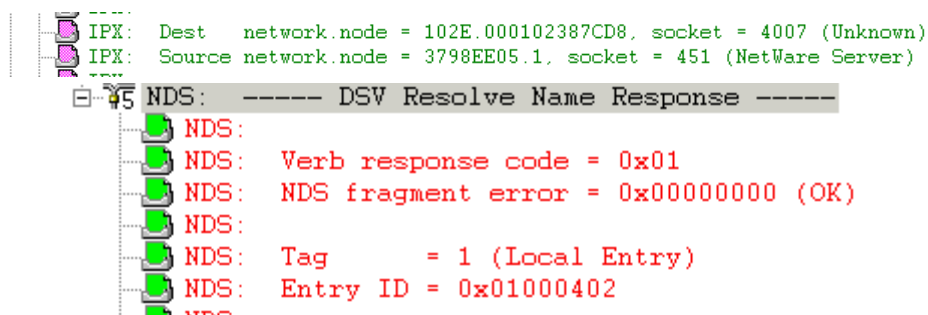 IPX:
IPX: Dest network.node = 102E.000102387CD8, socket = 4007 (Unknown)
IPX: Source network.node = 3798EE05.1, socket = 451 (NetWare Server)
NDS: ----- DSV Resolve Name Response -----
NDS:
NDS: Verb response code = 0x01
NDS: NDS fragment error = 0x00000000 (OK)
NDS:
NDS: Tag = 1 (Local Entry)
NDS: Entry ID = 0x01000402
NDS: